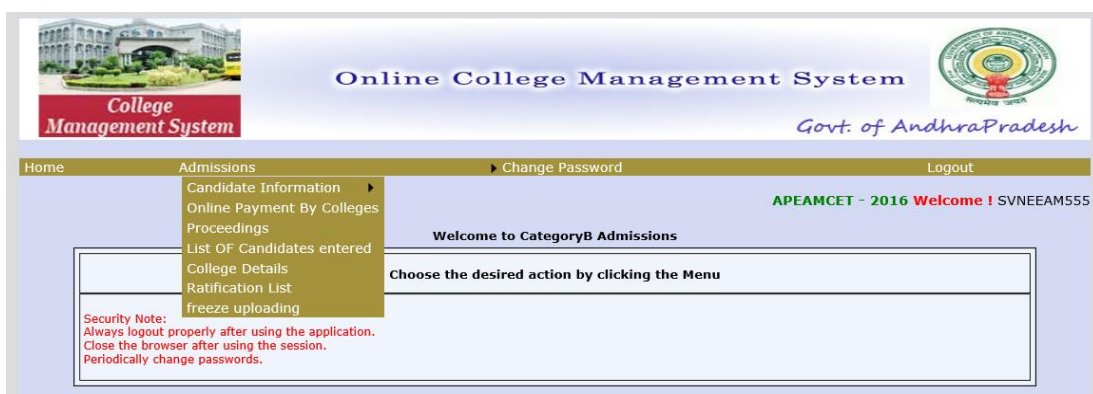 Online College Management System
College
Management System
Govt. of AndhraPradesh
सत्यमेव जयते
Home Admissions Change Password Logout
Candidate Information
Online Payment By Colleges
Proceedings
List OF Candidates entered
College Details
Ratification List
freeze uploading
APEAMCET - 2016 Welcome ! SVNEEAM555
Welcome to CategoryB Admissions
Choose the desired action by clicking the Menu
Security Note:
Always logout properly after using the application.
Close the browser after using the session.
Periodically change passwords.